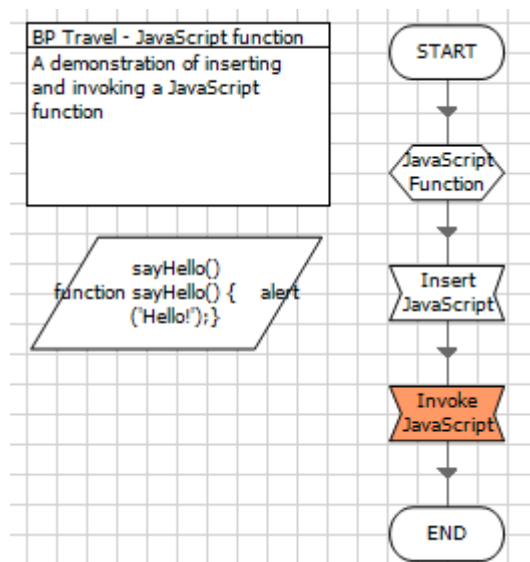 BP Travel - JavaScript function
A demonstration of inserting
and invoking a JavaScript
function
sayHello()
function sayHello() {    alert
('Hello!');}
START
JavaScript
Function
Insert
JavaScript
Invoke
JavaScript
END